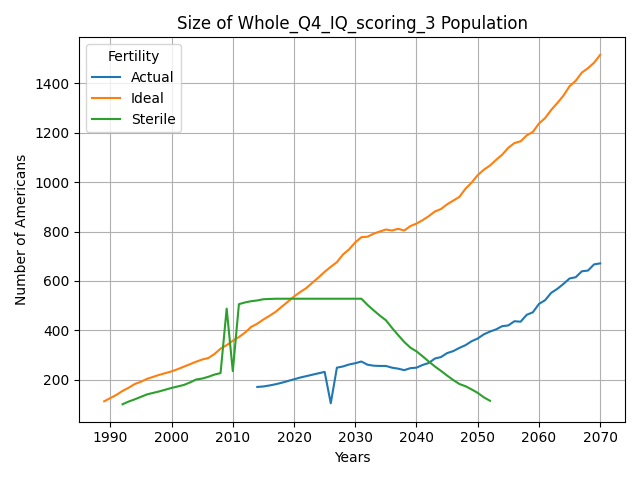 Size of Whole_Q4_IQ_scoring_3 Population
Fertility
Actual
Ideal
Sterile
Number of Americans
1400
1200
1000
800
600
400
200
1990 2000 2010 2020 2030 2040 2050 2060 2070
Years